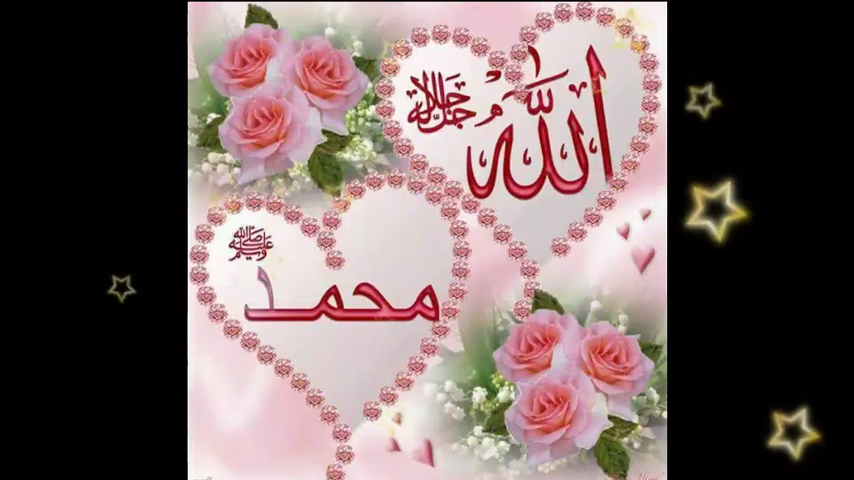 الله
جل جلاله
محمد
ﷺ